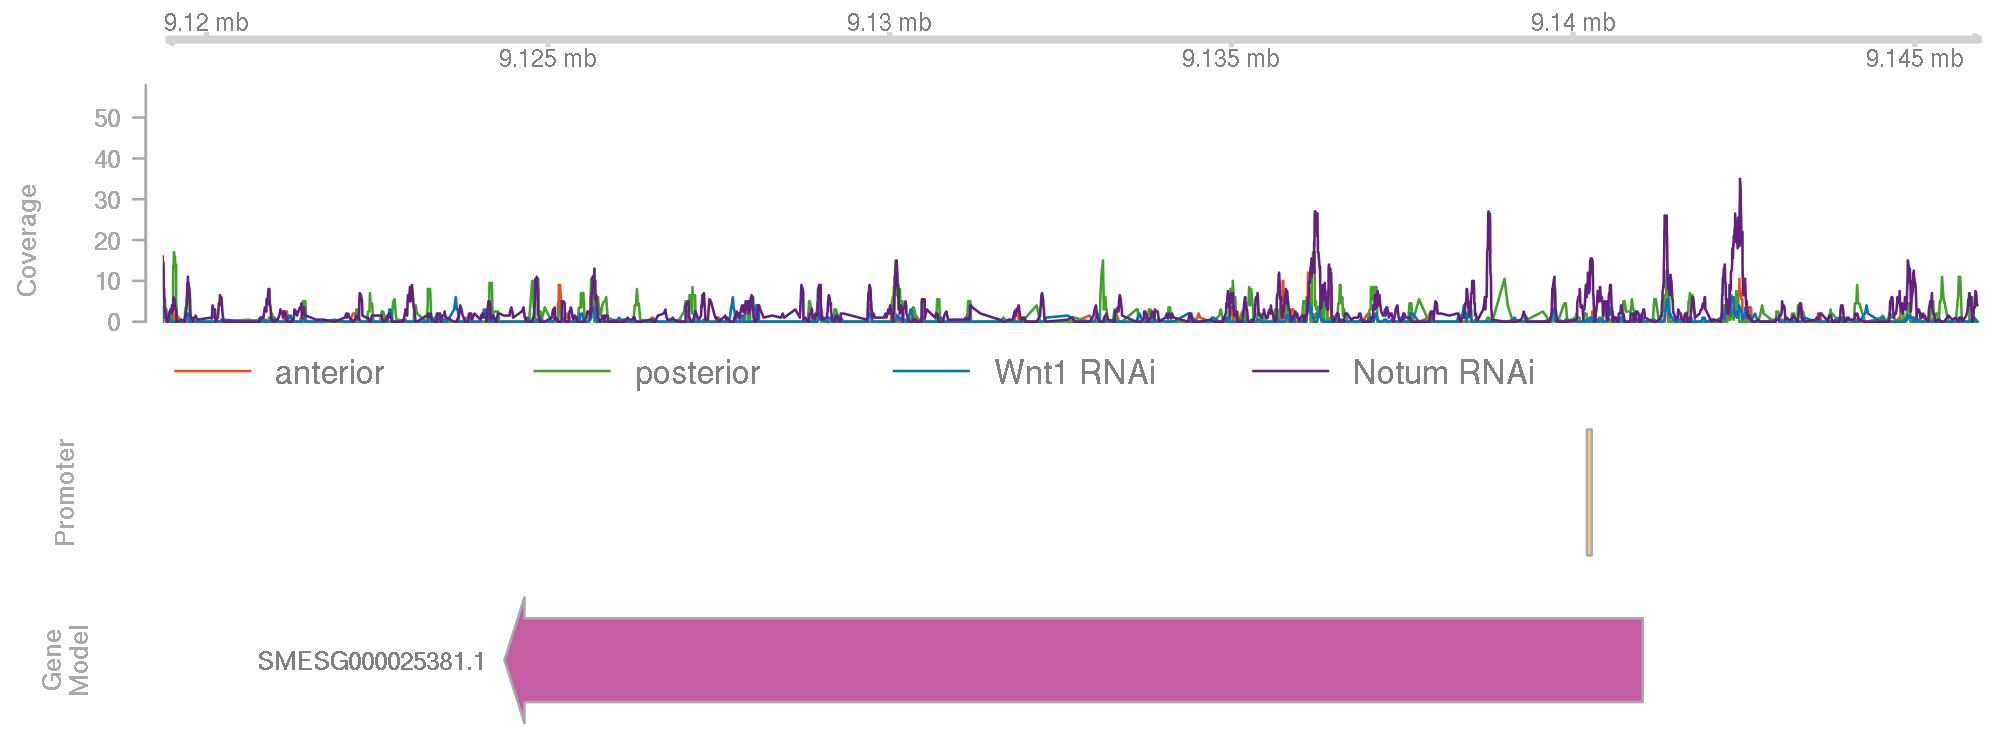 9.12 mb 9.13 mb 9.14 mb
9.125 mb 9.135 mb 9.145 mb
Coverage
50
40
30
20
10
0
anterior posterior Wnt1 RNAi Notum RNAi
Promoter
Gene
Model
SMESG000025381.1